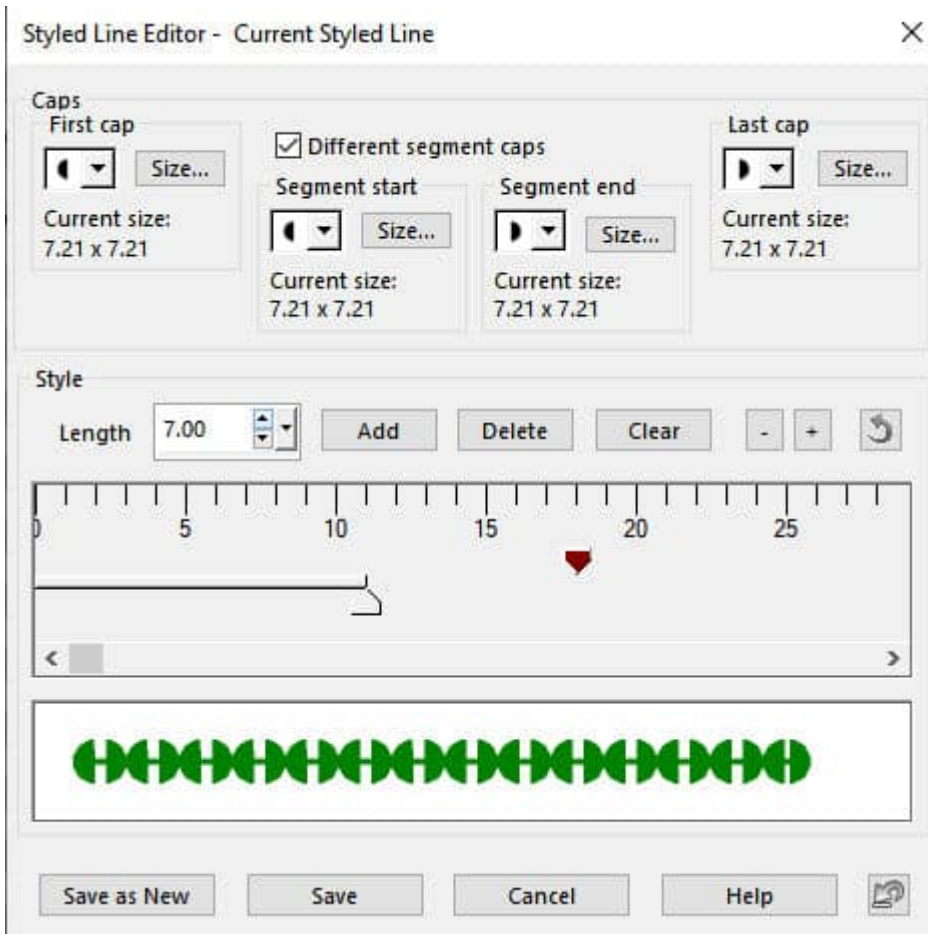 Styled Line Editor - Current Styled Line
Caps
First cap
Size...
Current size:
7.21 x 7.21
Different segment caps
Segment start
Size...
Current size:
7.21 x 7.21
Segment end
Size...
Current size:
7.21 x 7.21
Last cap
Size...
Current size:
7.21 x 7.21
Style
Length 7.00 Add Delete Clear - +
0 5 10 15 20 25
Save as New Save Cancel Help